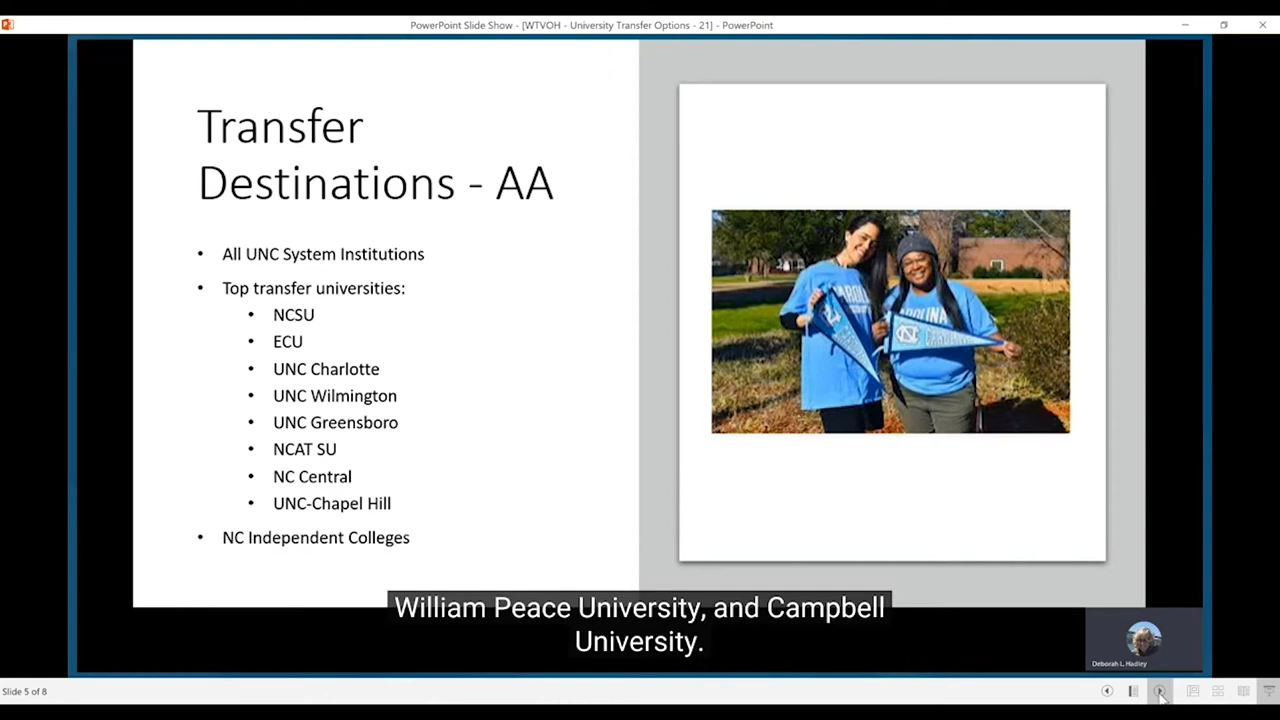 PowerPoint Slide Show - [WTVOH - University Transfer Options - 21] - PowerPoint
Transfer
Destinations - AA
• All UNC System Institutions
• Top transfer universities:
• NCSU
• ECU
• UNC Charlotte
• UNC Wilmington
• UNC Greensboro
• NCAT SU
• NC Central
• UNC-Chapel Hill
• NC Independent Colleges
CAROLINA
CAROLINA
William Peace University, and Campbell
University.
Deborah L. Hadley
Slide 5 of 8